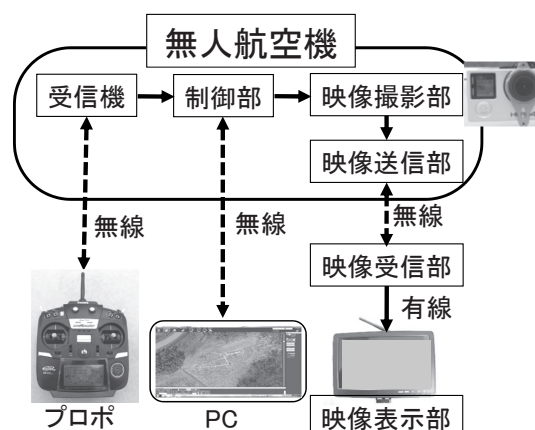 無人航空機
受信機
制御部
映像撮影部
映像送信部
無線
無線
無線
映像受信部
有線
プロポ
PC
映像表示部